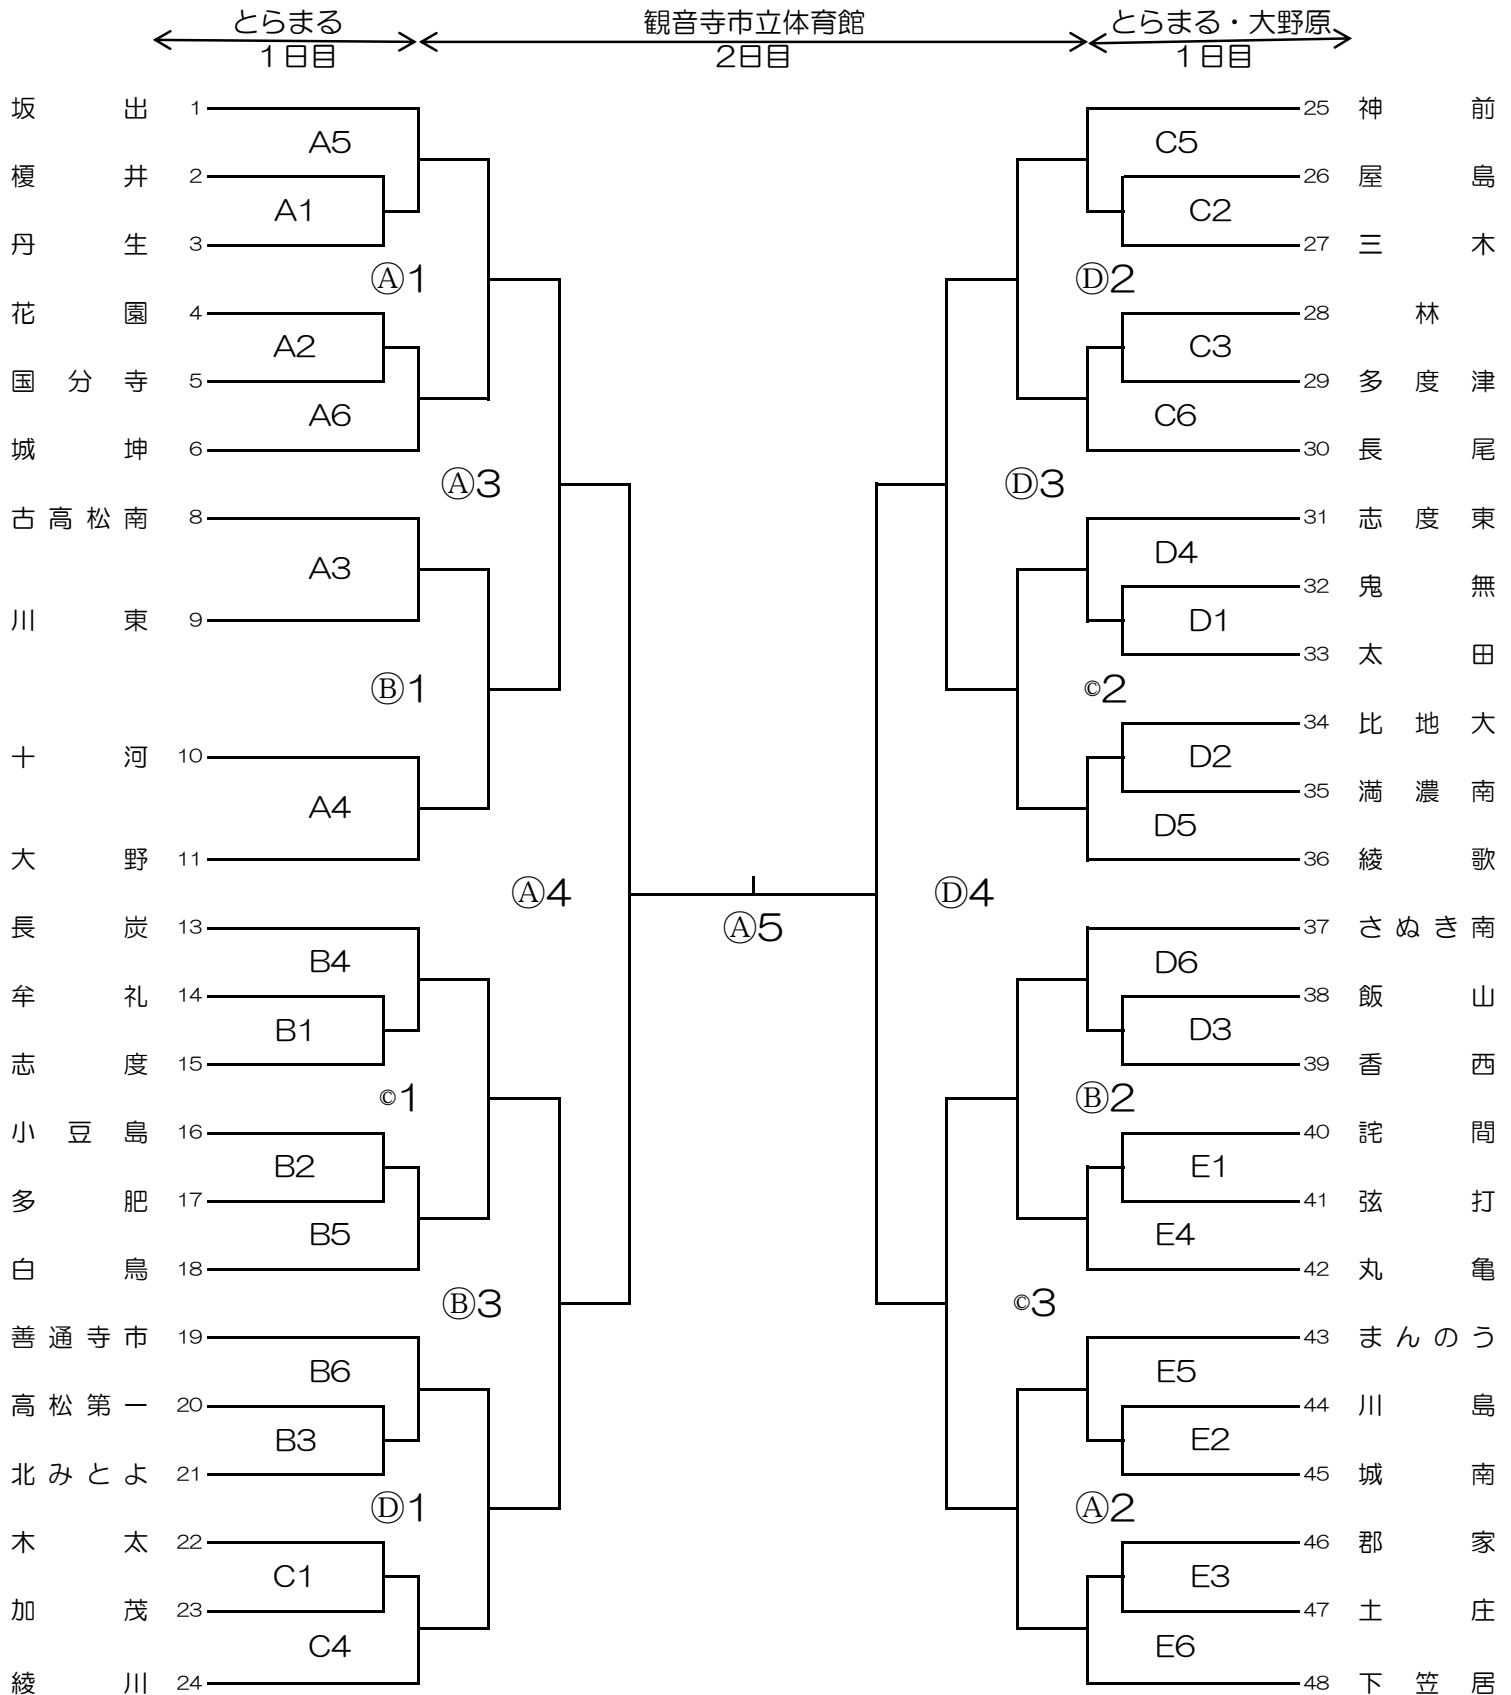 とらまる 観音寺市立体育館 とらまる・大野原
1日目 2日目 1日目
坂出 1 25 神前
A5 C5
榎井 2 26 屋島
A1 C2
丹生 3 27 三木
Ⓐ1 Ⓓ2
花園 4 28 林
A2 C3
国分寺 5 29 多度津
A6 C6
城坤 6 30 長尾
Ⓐ3 Ⓓ3
古高松南 8 31 志度東
A3 D4
32 鬼無
川東 9 D1
33 太田
Ⓑ1 ©2
34 比地大
十河 10 D2
35 満濃南
A4 D5
大野 11 36 綾歌
Ⓐ4 Ⓓ4
長炭 13 Ⓐ5 37 さぬき南
B4 D6
牟礼 14 38 飯山
B1 D3
志度 15 39 香西
©1 Ⓑ2
小豆島 16 40 詫間
B2 E1
多肥 17 41 弦打
B5 E4
白鳥 18 42 丸亀
Ⓑ3 ©3
善通寺市 19 43 まんのう
B6 E5
高松第一 20 44 川島
B3 E2
北みとよ 21 45 城南
Ⓓ1 Ⓐ2
木太 22 46 郡家
C1 E3
加茂 23 47 土庄
C4 E6
綾川 24 48 下笠居